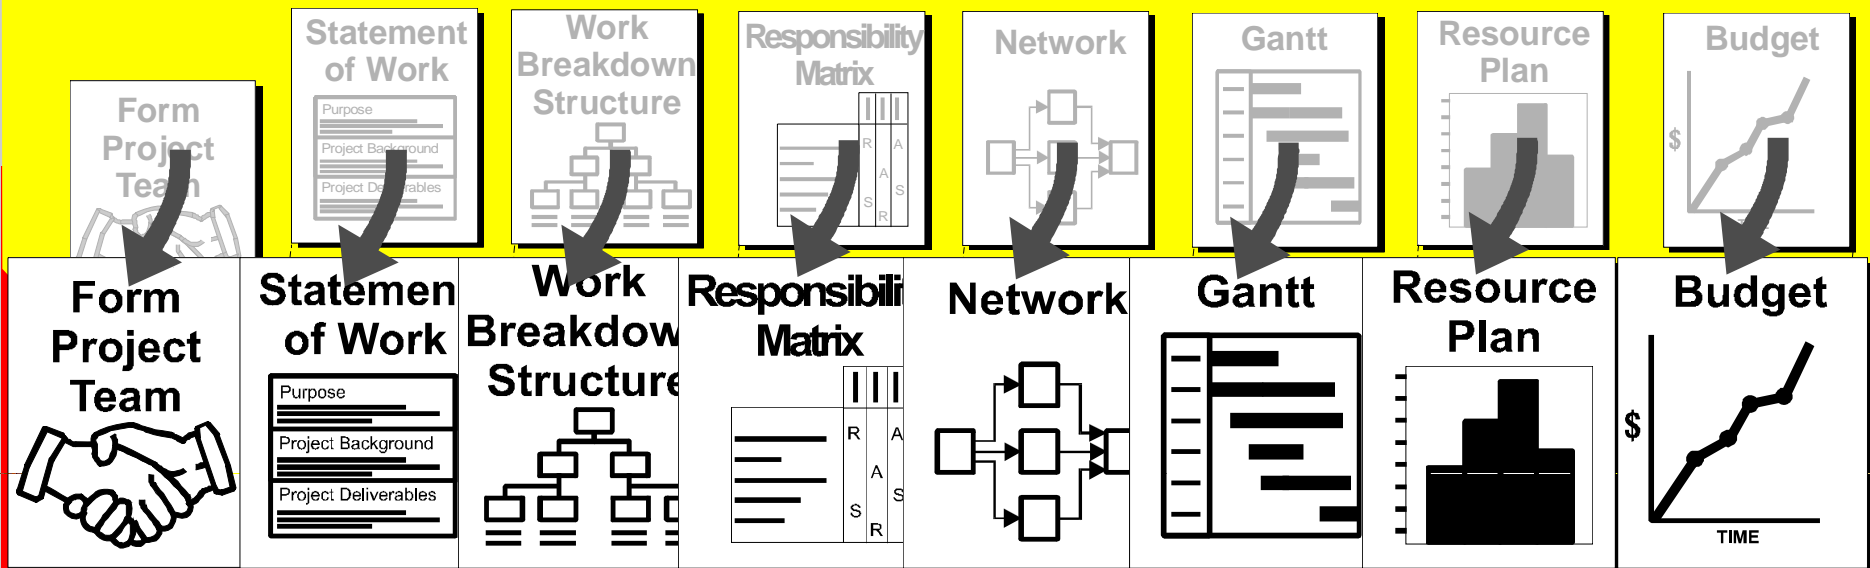 Form
Project
Team
Statement
of Work
Purpose
Project Background
Project Deliverables
Work
Breakdown
Structure
Responsibility
Matrix
R A
A
S
S
R
Network
Gantt
Resource
Plan
Budget
$
Form
Project
Team
Statemen
of Work
Purpose
Project Background
Project Deliverables
Work
Breakdow
Structure
Responsibili
Matrix
R A
A
S
S
R
Network
Gantt
Resource
Plan
Budget
$
TIME